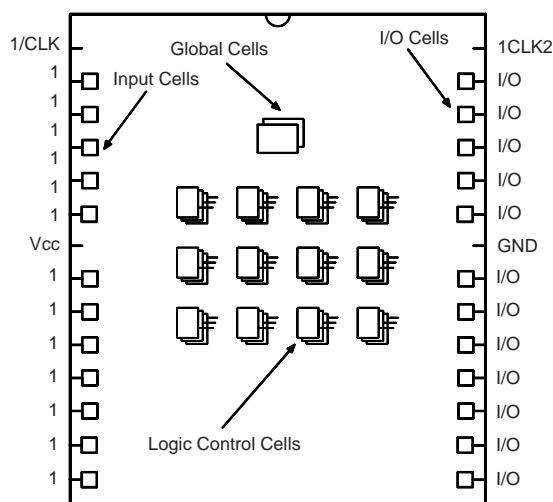 1/CLK
Global Cells
I/O Cells
1CLK2
1
Input Cells
I/O
1
I/O
1
I/O
1
I/O
1
I/O
1
Vcc
GND
1
I/O
1
I/O
1
I/O
1
I/O
1
I/O
1
Logic Control Cells
I/O
1
I/O